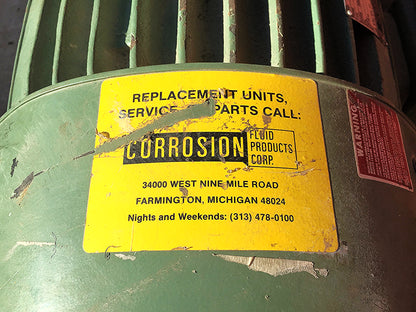 REPLACEMENT UNITS,
SERVICE PARTS CALL:
CORROSION
FLUID
PRODUCTS
CORP.
34000 WEST NINE MILE ROAD
FARMINGTON, MICHIGAN 48024
Nights and Weekends: (313) 478-0100
WARNING